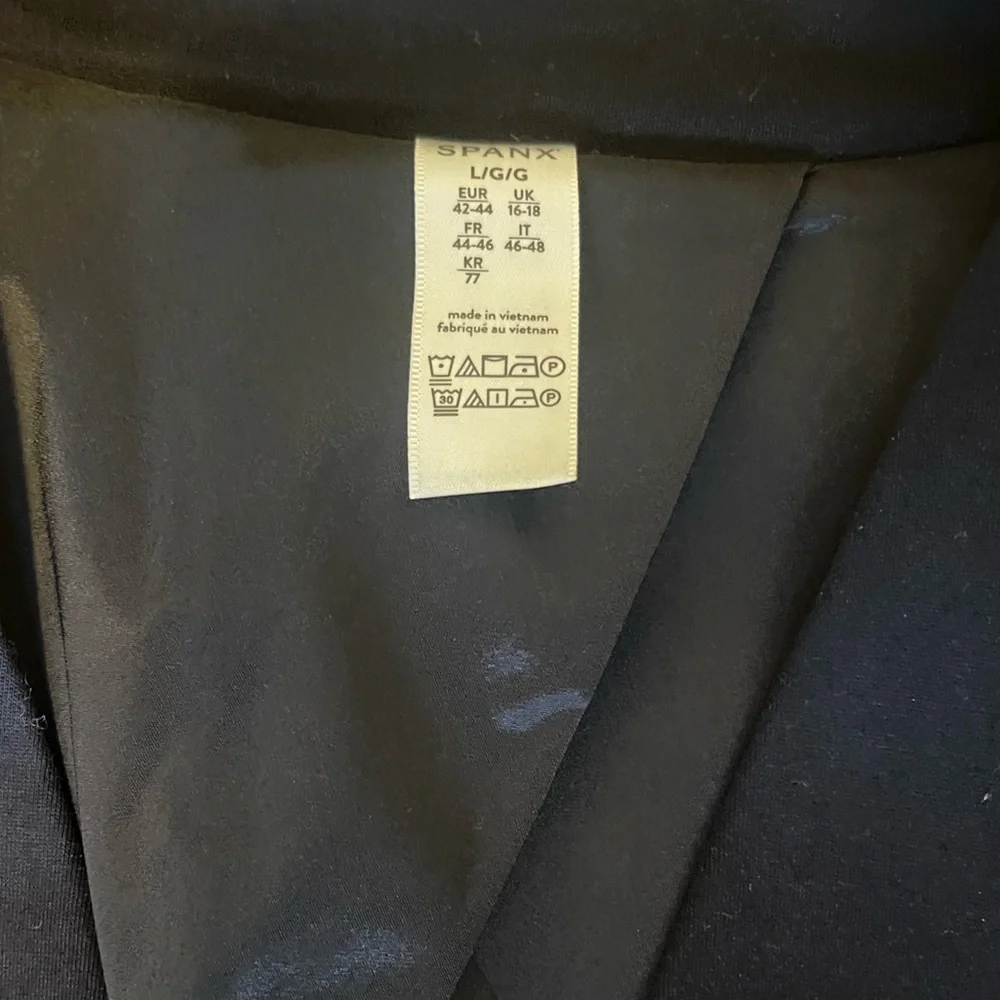 SPANX®
L/G/G
EUR UK
42-44 16-18
FR IT
44-46 46-48
KR
77
made in vietnam
fabriqué au vietnam
P
30 P